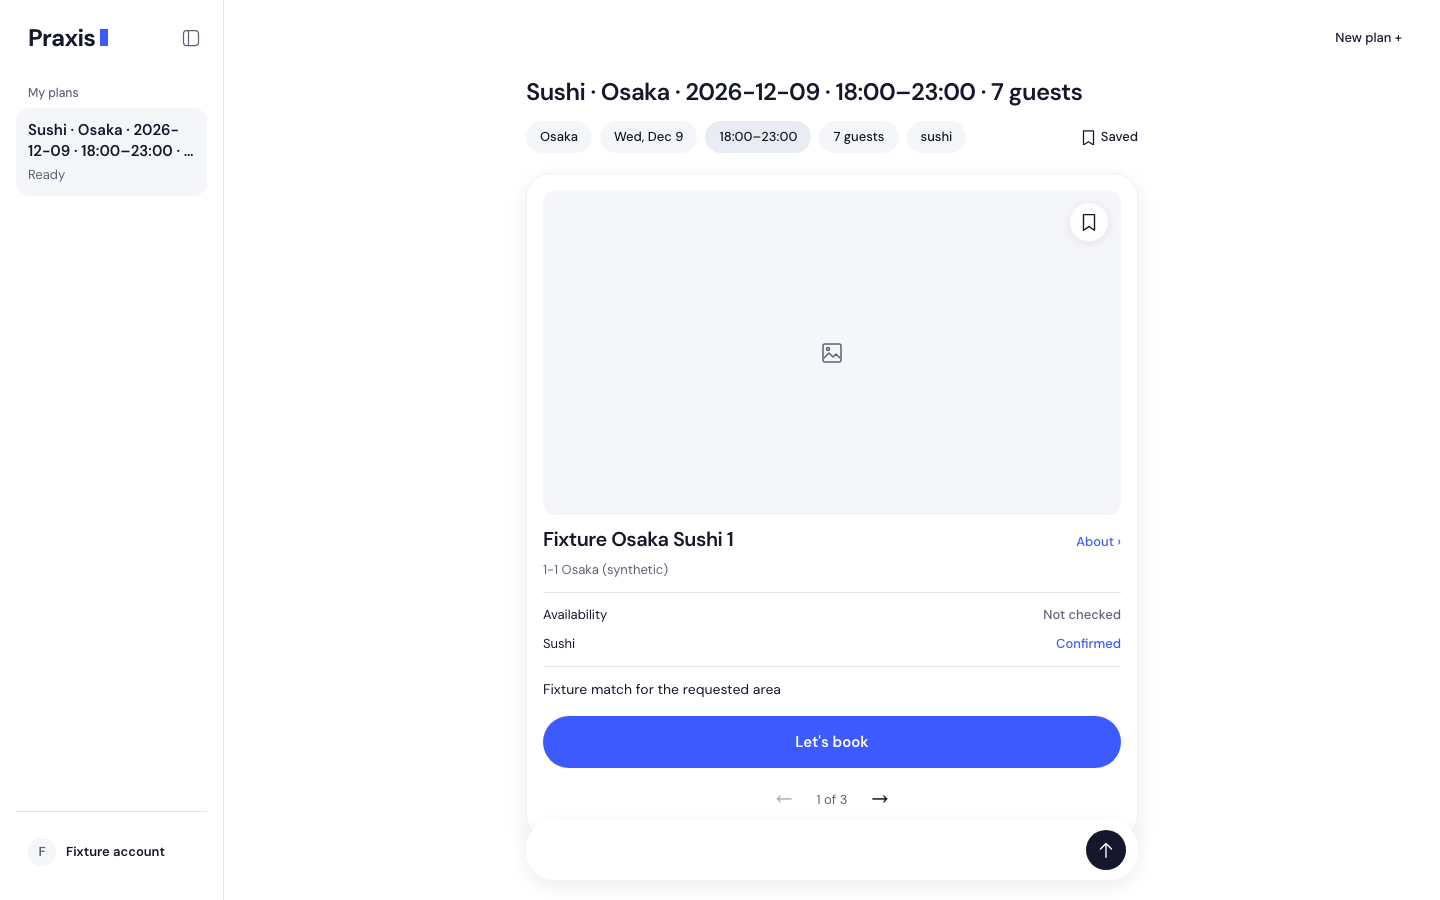 Praxis
New plan +
My plans
Sushi · Osaka · 2026-
12-09 · 18:00–23:00 · ...
Ready
Sushi · Osaka · 2026-12-09 · 18:00–23:00 · 7 guests
Osaka
Wed, Dec 9
18:00–23:00
7 guests
sushi
Saved
Fixture Osaka Sushi 1
About ›
1-1 Osaka (synthetic)
Availability
Not checked
Sushi
Confirmed
Fixture match for the requested area
Let's book
1 of 3
F
Fixture account